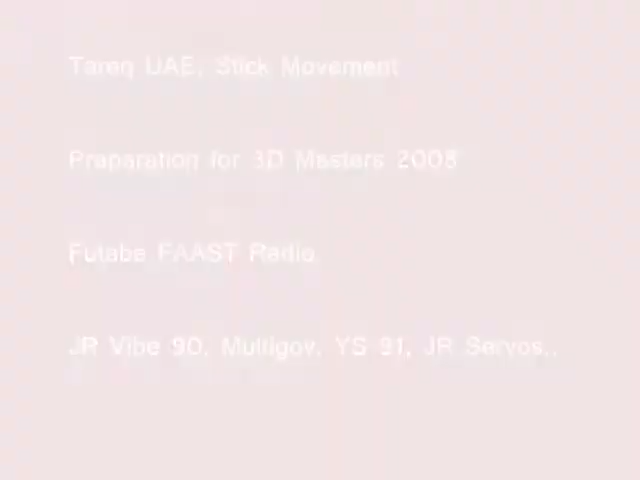 Tareq UAE, Stick Movement
Preparation for 3D Masters 2008
Futaba FAAST Radio
JR Vibe 90, Multigov, YS 91, JR Servos..